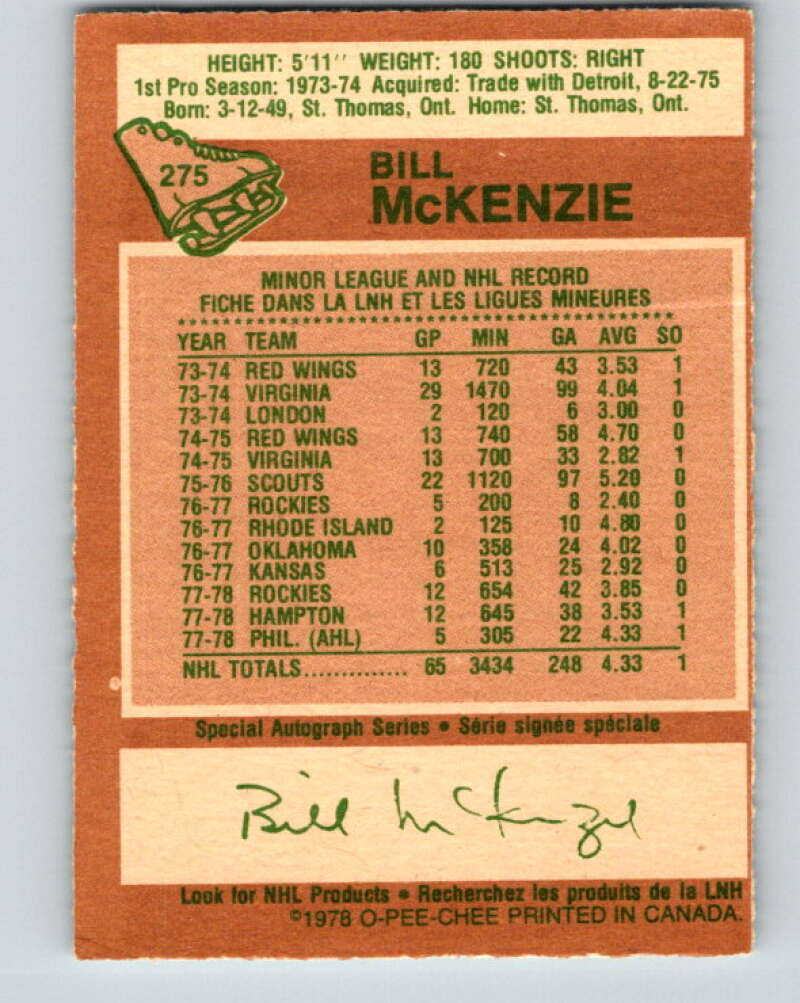 HEIGHT: 5'11'' WEIGHT: 180 SHOOTS: RIGHT
1st Pro Season: 1973-74 Acquired: Trade with Detroit, 8-22-75
Born: 3-12-49, St. Thomas, Ont. Home: St. Thomas, Ont.
275
BILL
McKENZIE
MINOR LEAGUE AND NHL RECORD
FICHE DANS LA LNH ET LES LIGUES MINEURES
YEAR TEAM GP MIN GA AVG SO
73-74 RED WINGS 13 720 43 3.53 1
73-74 VIRGINIA 29 1470 99 4.04 1
73-74 LONDON 2 120 6 3.00 0
74-75 RED WINGS 13 740 58 4.70 0
74-75 VIRGINIA 13 700 33 2.82 1
75-76 SCOUTS 22 1120 97 5.20 0
76-77 ROCKIES 5 200 8 2.40 0
76-77 RHODE ISLAND 2 125 10 4.80 0
76-77 OKLAHOMA 10 358 24 4.02 0
76-77 KANSAS 6 513 25 2.92 0
77-78 ROCKIES 12 654 42 3.85 0
77-78 HAMPTON 12 645 38 3.53 1
77-78 PHIL. (AHL) 5 305 22 4.33 1
NHL TOTALS.............. 65 3434 248 4.33 1
Special Autograph Series • Série signée spéciale
Bill McKenzie
Look for NHL Products • Recherchez les produits de la LNH
©1978 O-PEE-CHEE PRINTED IN CANADA.